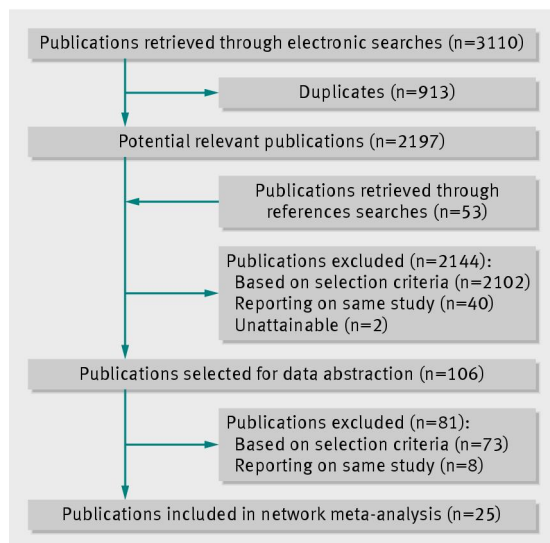 Publications retrieved through electronic searches (n=3110)
Duplicates (n=913)
Potential relevant publications (n=2197)
Publications retrieved through
references searches (n=53)
Publications excluded (n=2144):
Based on selection criteria (n=2102)
Reporting on same study (n=40)
Unattainable (n=2)
Publications selected for data abstraction (n=106)
Publications excluded (n=81):
Based on selection criteria (n=73)
Reporting on same study (n=8)
Publications included in network meta-analysis (n=25)